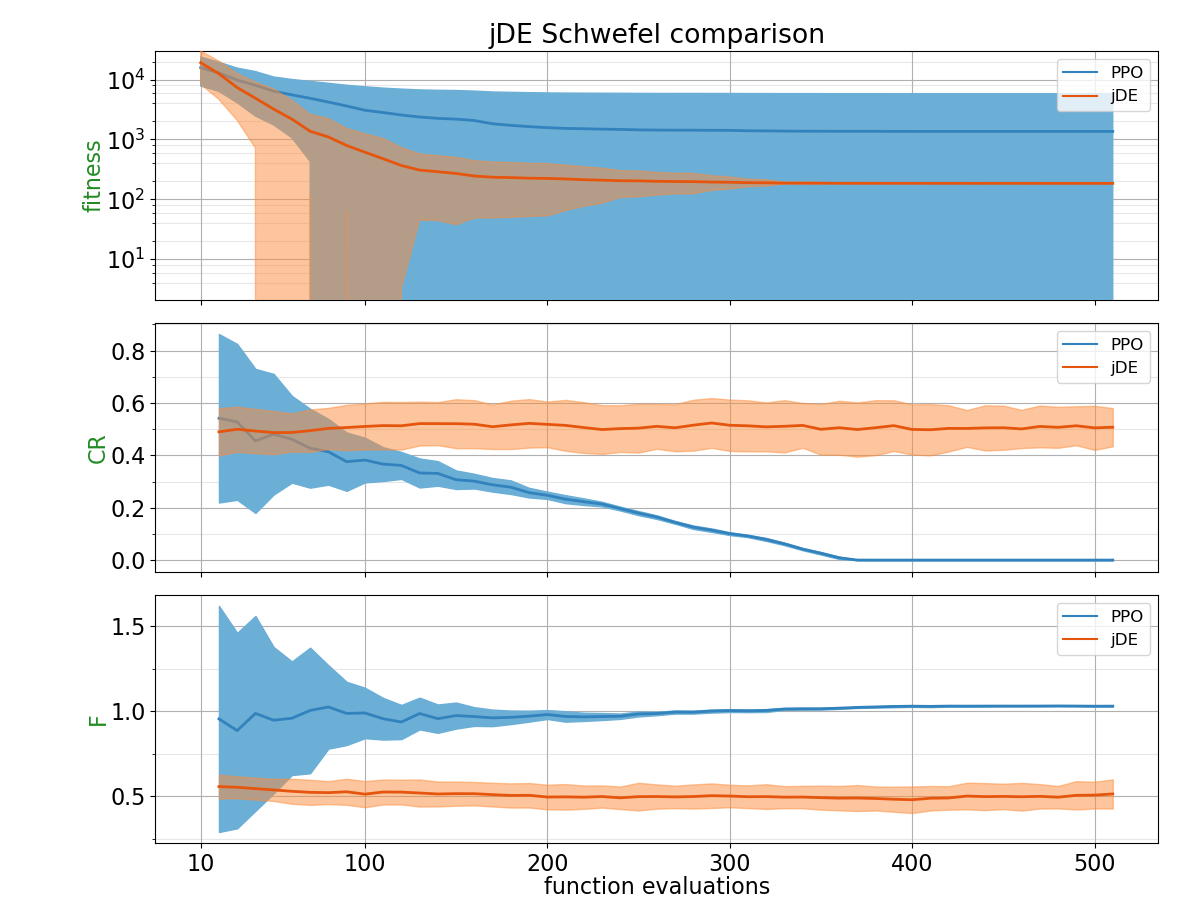 jDE Schwefel comparison
fitness
10⁴
10³
10²
10¹
PPO
jDE
CR
0.8
0.6
0.4
0.2
0.0
PPO
jDE
F
1.5
1.0
0.5
PPO
jDE
10 100 200 300 400 500
function evaluations